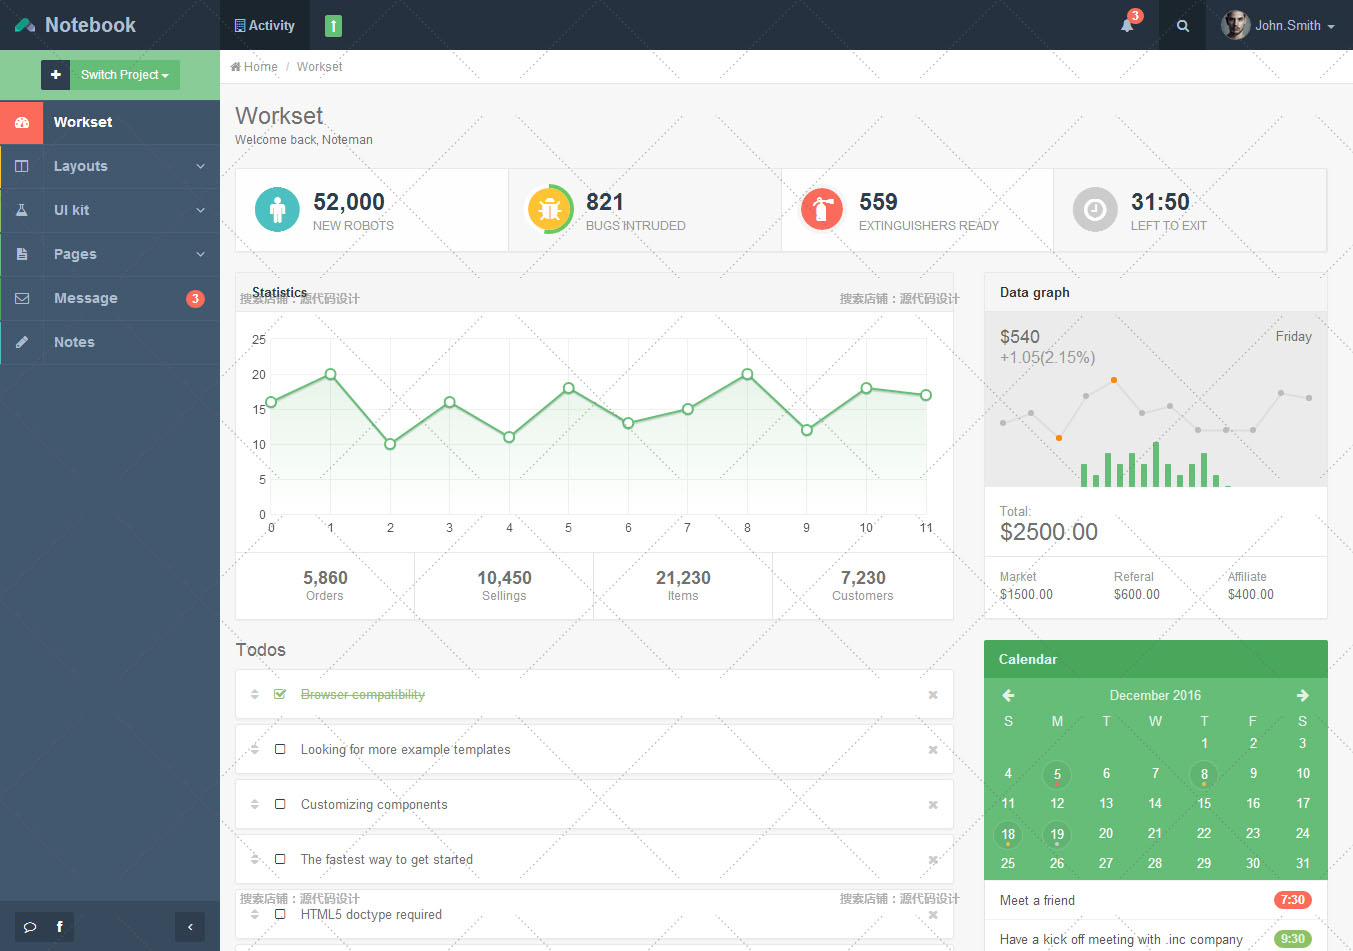 Notebook
Activity
3
John.Smith
Switch Project
Home / Workset
Workset
Layouts
UI kit
Pages
Message 3
Notes
Workset
Welcome back, Noteman
52,000
NEW ROBOTS
821
BUGS INTRUDED
559
EXTINGUISHERS READY
31:50
LEFT TO EXIT
Statistics
搜索店铺：源代码设计
搜索店铺：源代码设计
25
20
15
10
5
0
0 1 2 3 4 5 6 7 8 9 10 11
5,860
Orders
10,450
Sellings
21,230
Items
7,230
Customers
Data graph
$540
+1.05(2.15%)
Friday
Total:
$2500.00
Market
$1500.00
Referal
$600.00
Affiliate
$400.00
Todos
Browser compatibility
Looking for more example templates
Customizing components
The fastest way to get started
搜索店铺：源代码设计
搜索店铺：源代码设计
HTML5 doctype required
Calendar
December 2016
S M T W T F S
1 2 3
4 5 6 7 8 9 10
11 12 13 14 15 16 17
18 19 20 21 22 23 24
25 26 27 28 29 30 31
Meet a friend 7:30
Have a kick off meeting with .inc company 9:30
f